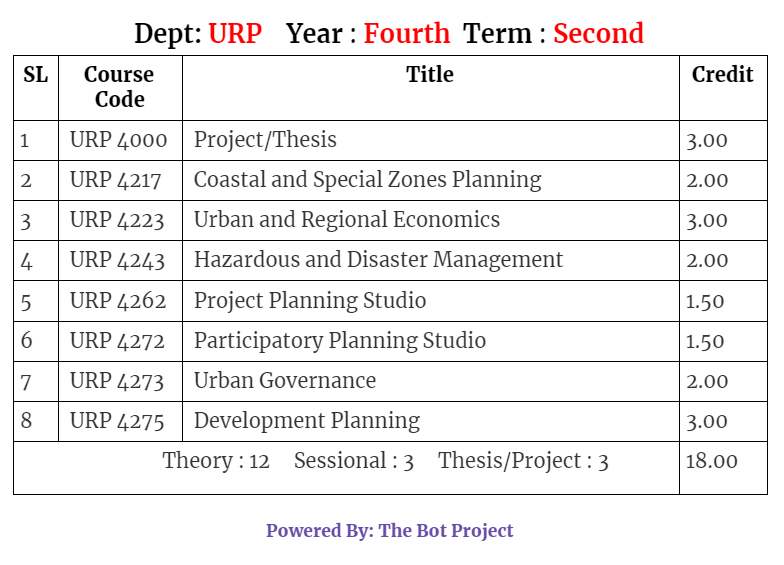 Dept: URP Year : Fourth Term : Second
SL Course Code Title Credit
1 URP 4000 Project/Thesis 3.00
2 URP 4217 Coastal and Special Zones Planning 2.00
3 URP 4223 Urban and Regional Economics 3.00
4 URP 4243 Hazardous and Disaster Management 2.00
5 URP 4262 Project Planning Studio 1.50
6 URP 4272 Participatory Planning Studio 1.50
7 URP 4273 Urban Governance 2.00
8 URP 4275 Development Planning 3.00
Theory : 12 Sessional : 3 Thesis/Project : 3 18.00
Powered By: The Bot Project